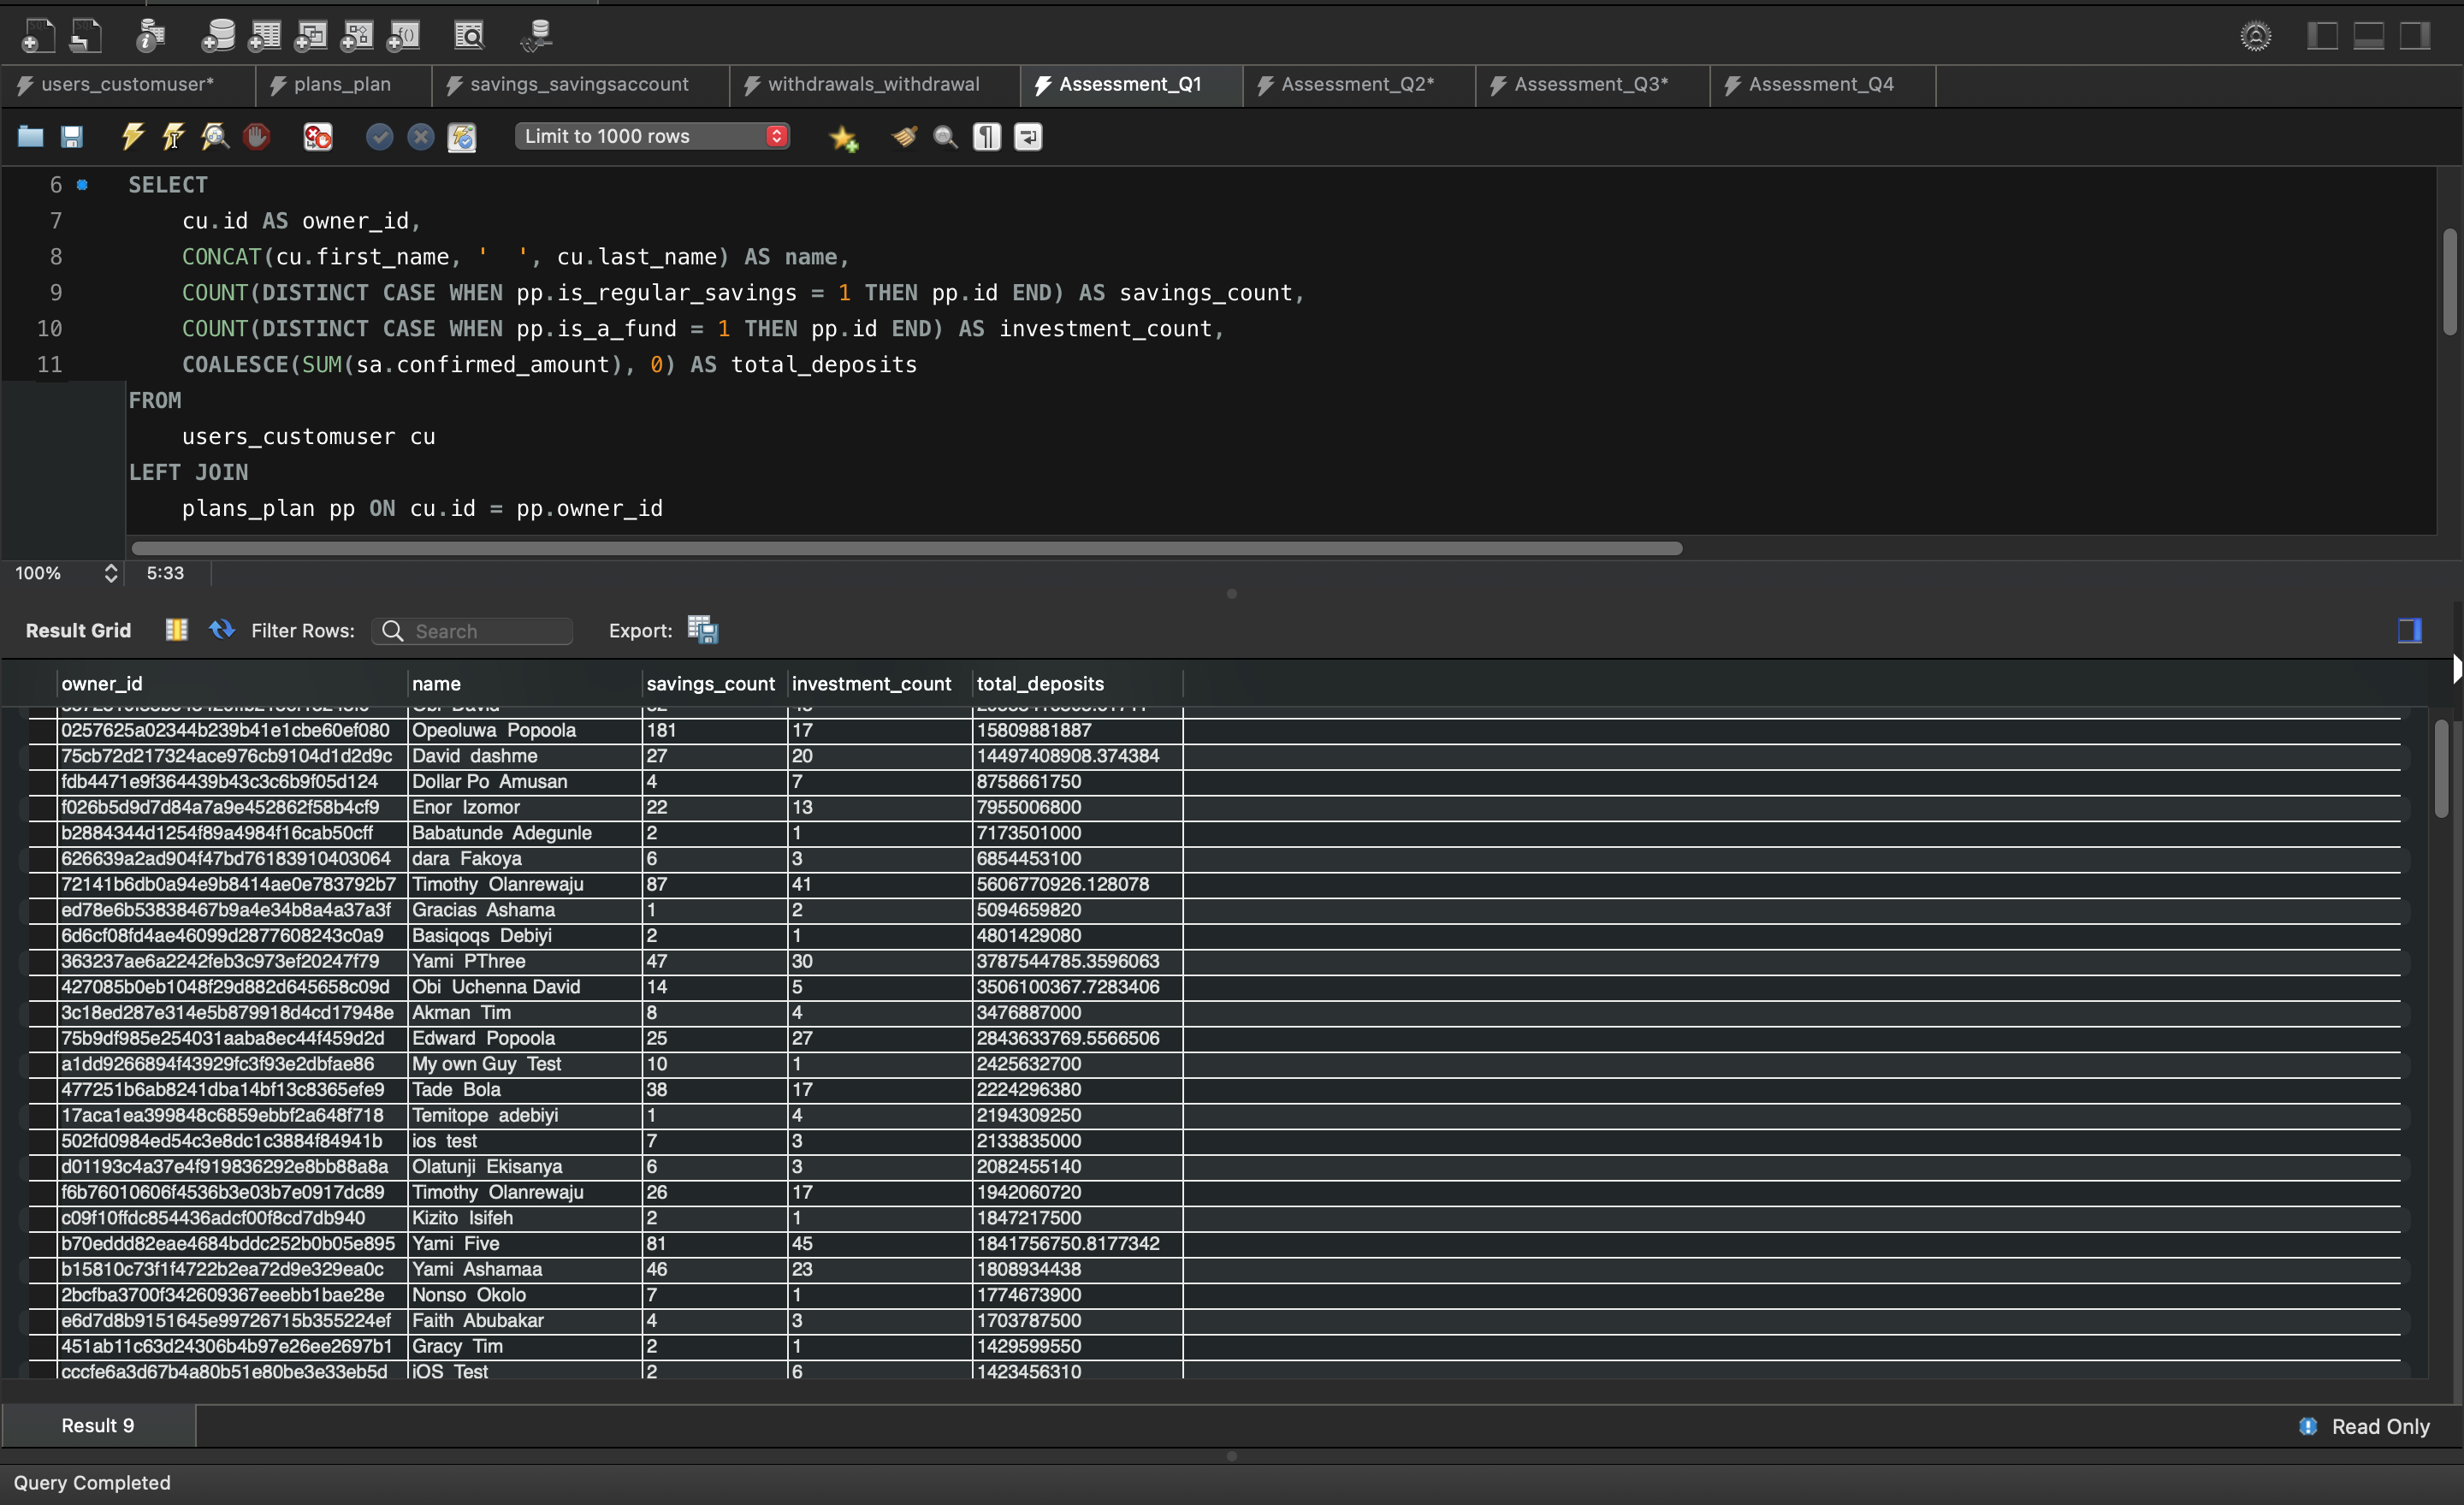 users_customuser*
plans_plan
savings_savingsaccount
withdrawals_withdrawal
Assessment_Q1
Assessment_Q2*
Assessment_Q3*
Assessment_Q4
Limit to 1000 rows
6 SELECT
7 cu.id AS owner_id,
8 CONCAT(cu.first_name, '  ', cu.last_name) AS name,
9 COUNT(DISTINCT CASE WHEN pp.is_regular_savings = 1 THEN pp.id END) AS savings_count,
10 COUNT(DISTINCT CASE WHEN pp.is_a_fund = 1 THEN pp.id END) AS investment_count,
11 COALESCE(SUM(sa.confirmed_amount), 0) AS total_deposits
FROM
users_customuser cu
LEFT JOIN
plans_plan pp ON cu.id = pp.owner_id
100% 5:33
Result Grid Filter Rows: Search Export:
owner_id name savings_count investment_count total_deposits
0257625a02344b239b41e1cbe60ef080 Opeoluwa  Popoola 181 17 15809881887
75cb72d217324ace976cb9104d1d2d9c David  dashme 27 20 14497408908.374384
fdb4471e9f364439b43c3c6b9f05d124 Dollar Po  Amusan 4 7 8758661750
f026b5d9d7d84a7a9e452862f58b4cf9 Enor  Izomor 22 13 7955006800
b2884344d1254f89a4984f16cab50cff Babatunde  Adegunle 2 1 7173501000
626639a2ad904f47bd76183910403064 dara  Fakoya 6 3 6854453100
72141b6db0a94e9b8414ae0e783792b7 Timothy  Olanrewaju 87 41 5606770926.128078
ed78e6b53838467b9a4e34b8a4a37a3f Gracias  Ashama 1 2 5094659820
6d6cf08fd4ae46099d2877608243c0a9 Basiqoqs  Debiyi 2 1 4801429080
363237ae6a2242feb3c973ef20247f79 Yami  PThree 47 30 3787544785.3596063
427085b0eb1048f29d882d645658c09d Obi  Uchenna David 14 5 3506100367.7283406
3c18ed287e314e5b879918d4cd17948e Akman  Tim 8 4 3476887000
75b9df985e254031aaba8ec44f459d2d Edward  Popoola 25 27 2843633769.5566506
a1dd9266894f43929fc3f93e2dbfae86 My own Guy  Test 10 1 2425632700
477251b6ab8241dba14bf13c8365efe9 Tade  Bola 38 17 2224296380
17aca1ea399848c6859ebbf2a648f718 Temitope  adebiyi 1 4 2194309250
502fd0984ed54c3e8dc1c3884f84941b ios  test 7 3 2133835000
d01193c4a37e4f919836292e8bb88a8a Olatunji  Ekisanya 6 3 2082455140
f6b76010606f4536b3e03b7e0917dc89 Timothy  Olanrewaju 26 17 1942060720
c09f10ffdc854436adcf00f8cd7db940 Kizito  Isifeh 2 1 1847217500
b70eddd82eae4684bddc252b0b05e895 Yami  Five 81 45 1841756750.8177342
b15810c73f1f4722b2ea72d9e329ea0c Yami  Ashamaa 46 23 1808934438
2bcfba3700f342609367eeebb1bae28e Nonso  Okolo 7 1 1774673900
e6d7d8b9151645e99726715b355224ef Faith  Abubakar 4 3 1703787500
451ab11c63d24306b4b97e26ee2697b1 Gracy  Tim 2 1 1429599550
cccfe6a3d67b4a80b51e80be3e33eb5d iOS  Test 2 6 1423456310
Result 9
Read Only
Query Completed